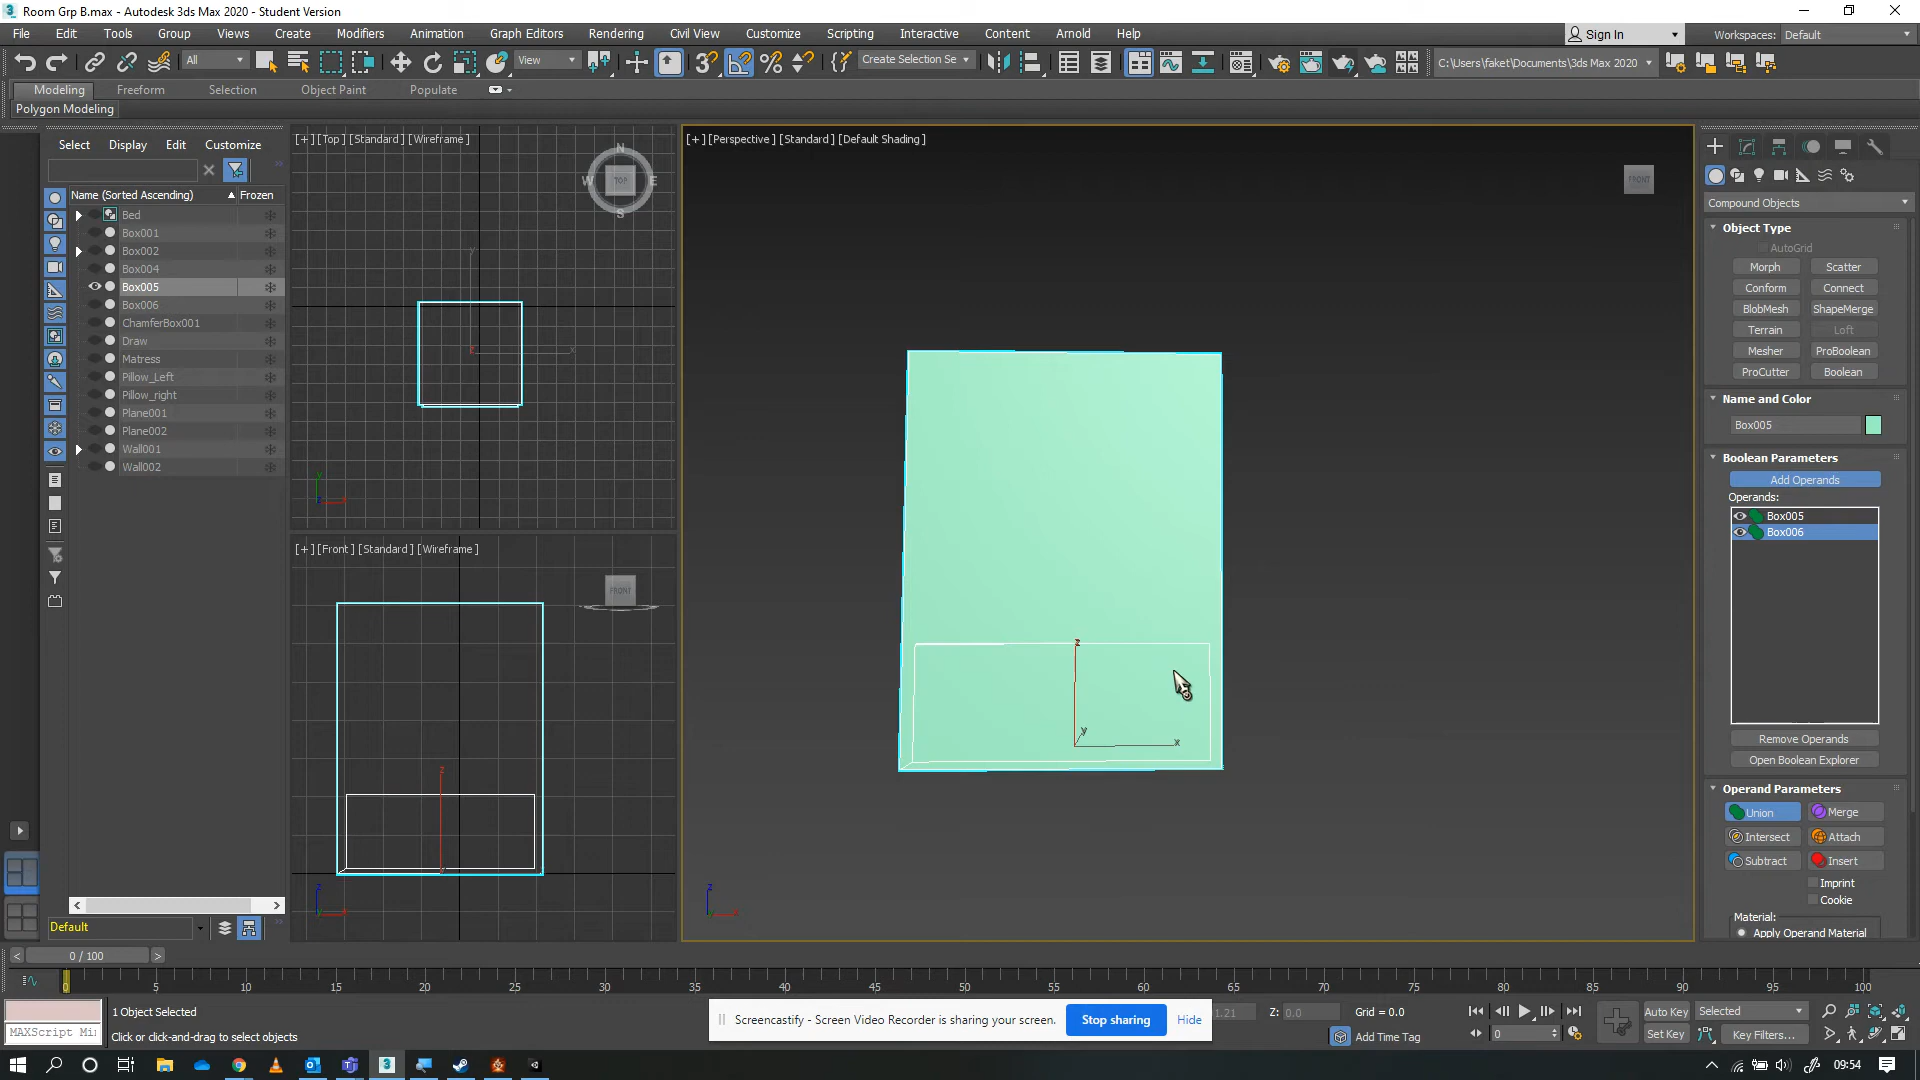 Room Grp B.max - Autodesk 3ds Max 2020 - Student Version
File Edit Tools Group Views Create Modifiers Animation Graph Editors Rendering Civil View Customize Scripting Interactive Content Arnold Help
Sign In
Workspaces: Default
All
View
Create Selection Se
C:\Users\faket\Documents\3ds Max 2020
Modeling Freeform Selection Object Paint Populate
Polygon Modeling
Select Display Edit Customize
Name (Sorted Ascending)
Frozen
Bed
Box001
Box002
Box004
Box005
Box006
ChamferBox001
Draw
Matress
Pillow_Left
Pillow_right
Plane001
Plane002
Wall001
Wall002
Default
[+] [Top] [Standard] [Wireframe]
N
W TOP E
S
y
z x
[+] [Front] [Standard] [Wireframe]
FRONT
z
[+] [Perspective] [Standard] [Default Shading]
FRONT
z
y
x
z
Compound Objects
Object Type
AutoGrid
Morph Scatter
Conform Connect
BlobMesh ShapeMerge
Terrain Loft
Mesher ProBoolean
ProCutter Boolean
Name and Color
Box005
Boolean Parameters
Add Operands
Operands:
Box005
Box006
Remove Operands
Open Boolean Explorer
Operand Parameters
Union Merge
Intersect Attach
Subtract Insert
Imprint
Cookie
Material:
Apply Operand Material
0 / 100
0 5 10 15 20 25 30 35 40 45 50 55 60 65 70 75 80 85 90 95 100
1 Object Selected
MAXScript Mi
Click or click-and-drag to select objects
Screencastify - Screen Video Recorder is sharing your screen.
Stop sharing
Hide
1.21
Z: 0.0
Grid = 0.0
Add Time Tag
0
Auto Key
Selected
Set Key
Key Filters...
09:54